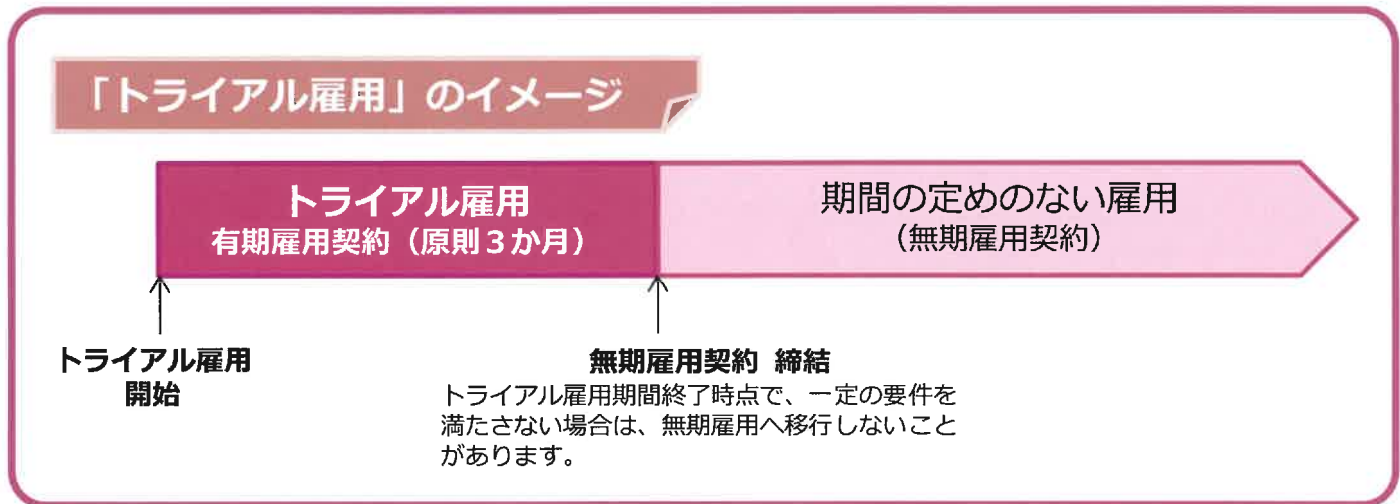 「トライアル雇用」のイメージ
トライアル雇用
有期雇用契約（原則３か月）
期間の定めのない雇用
（無期雇用契約）
トライアル雇用
開始
無期雇用契約 締結
トライアル雇用期間終了時点で、一定の要件を
満たさない場合は、無期雇用へ移行しないこと
があります。